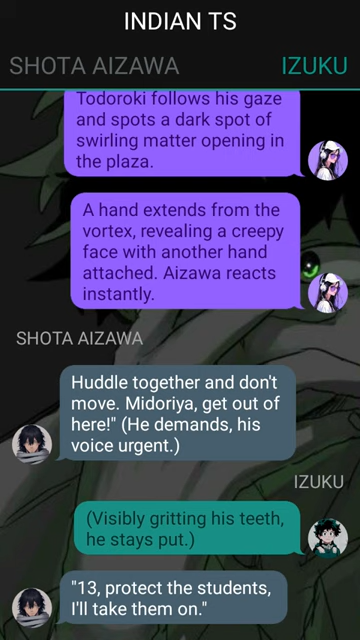 INDIAN TS
SHOTA AIZAWA
IZUKU
Todoroki follows his gaze
and spots a dark spot of
swirling matter opening in
the plaza.
A hand extends from the
vortex, revealing a creepy
face with another hand
attached. Aizawa reacts
instantly.
SHOTA AIZAWA
Huddle together and don't
move. Midoriya, get out of
here!" (He demands, his
voice urgent.)
IZUKU
(Visibly gritting his teeth,
he stays put.)
"13, protect the students,
I'll take them on."